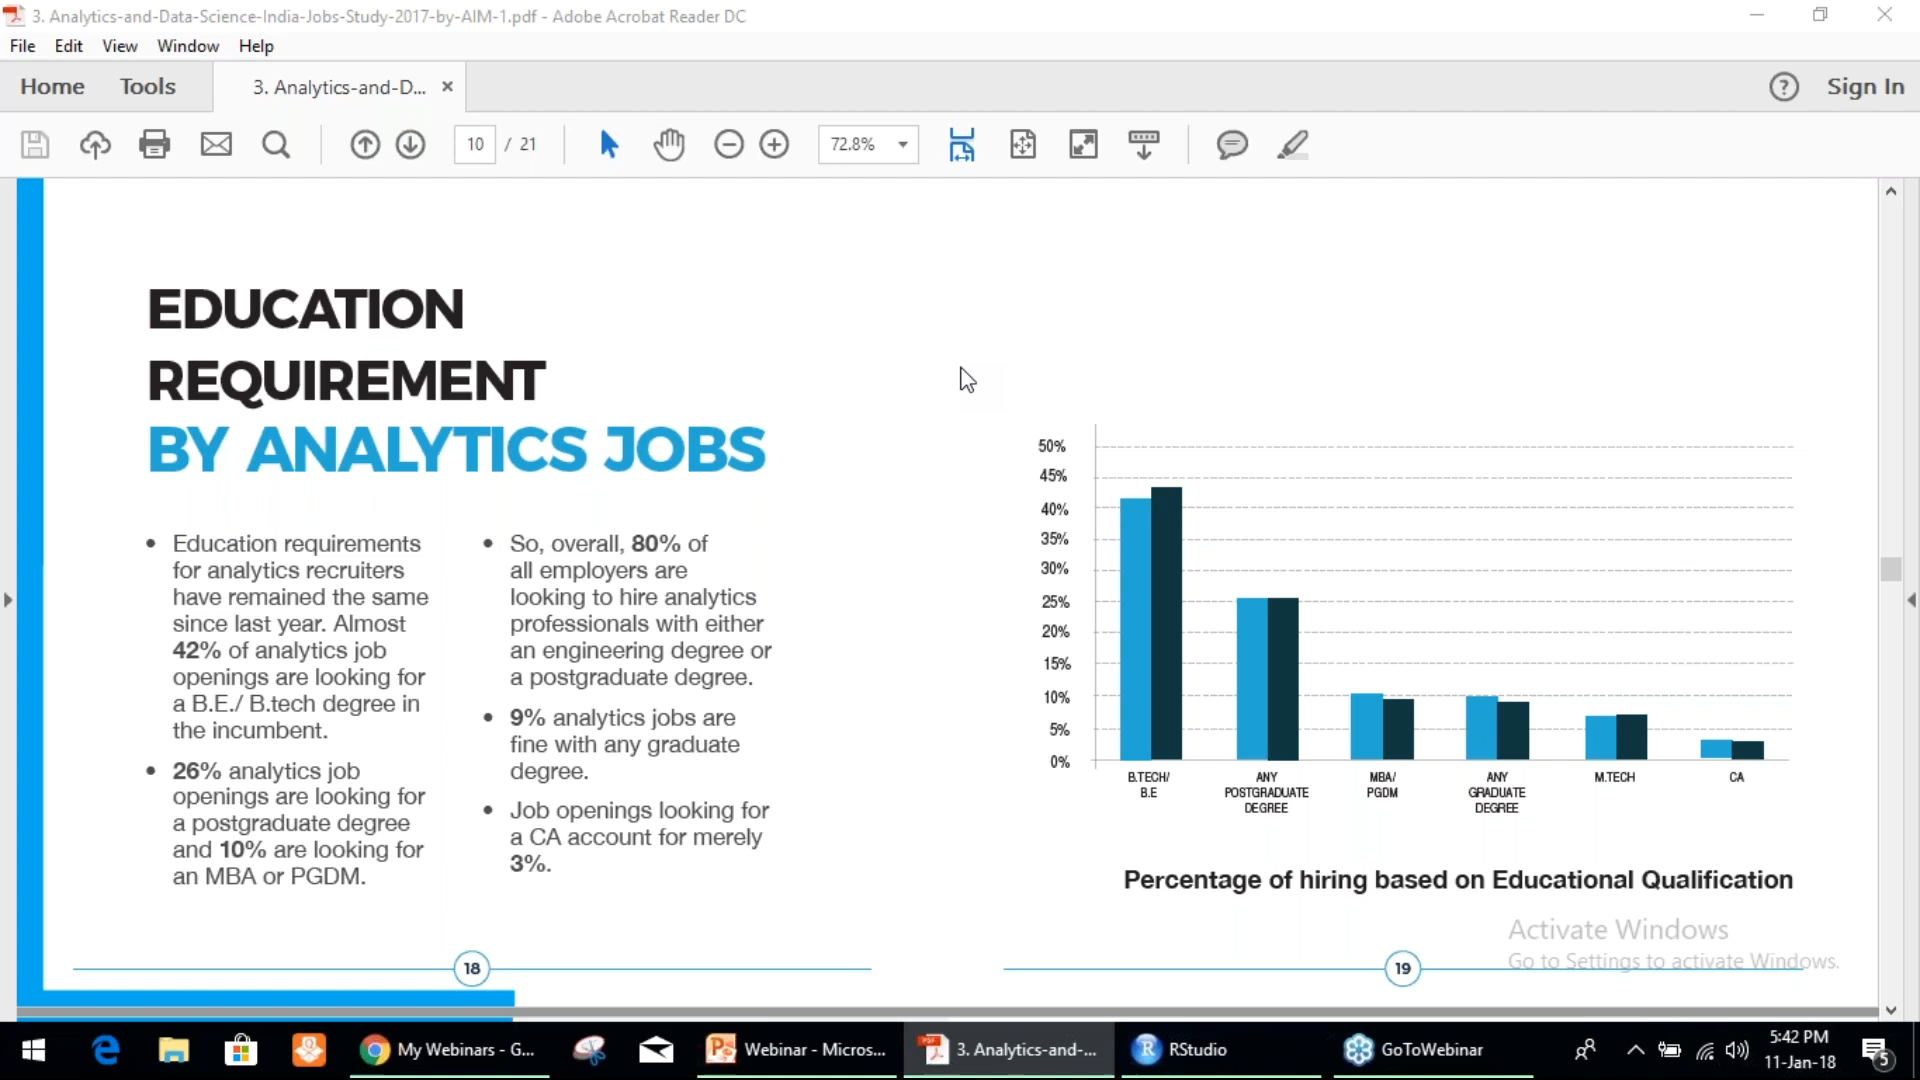 3. Analytics-and-Data-Science-India-Jobs-Study-2017-by-AIM-1.pdf - Adobe Acrobat Reader DC
File Edit View Window Help
Home Tools 3. Analytics-and-D... × ? Sign In
10 / 21 72.8%
EDUCATION
REQUIREMENT
BY ANALYTICS JOBS
• Education requirements
for analytics recruiters
have remained the same
since last year. Almost
42% of analytics job
openings are looking for
a B.E./ B.tech degree in
the incumbent.
• 26% analytics job
openings are looking for
a postgraduate degree
and 10% are looking for
an MBA or PGDM.
• So, overall, 80% of
all employers are
looking to hire analytics
professionals with either
an engineering degree or
a postgraduate degree.
• 9% analytics jobs are
fine with any graduate
degree.
• Job openings looking for
a CA account for merely
3%.
50%
45%
40%
35%
30%
25%
20%
15%
10%
5%
0%
B.TECH/
B.E
ANY
POSTGRADUATE
DEGREE
MBA/
PGDM
ANY
GRADUATE
DEGREE
M.TECH
CA
Percentage of hiring based on Educational Qualification
Activate Windows
Go to Settings to activate Windows.
18
19
My Webinars - G... Webinar - Micros... 3. Analytics-and-... RStudio GoToWebinar 5:42 PM
11-Jan-18 5